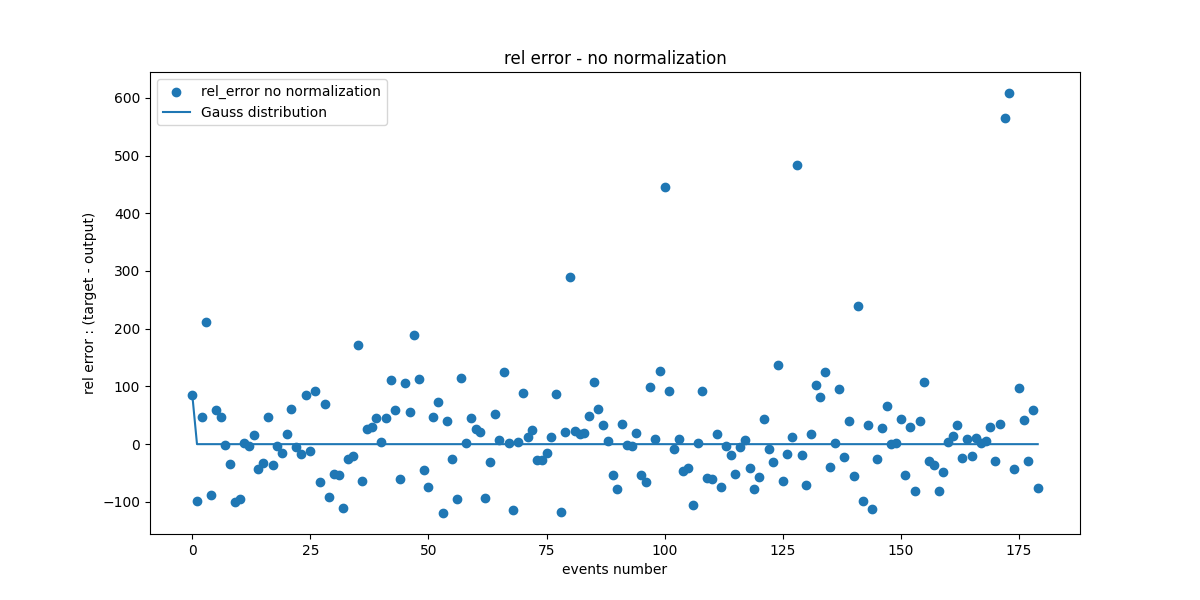 rel error - no normalization
rel_error no normalization
Gauss distribution
600
500
400
300
200
100
0
−100
rel error : (target - output)
0 25 50 75 100 125 150 175
events number